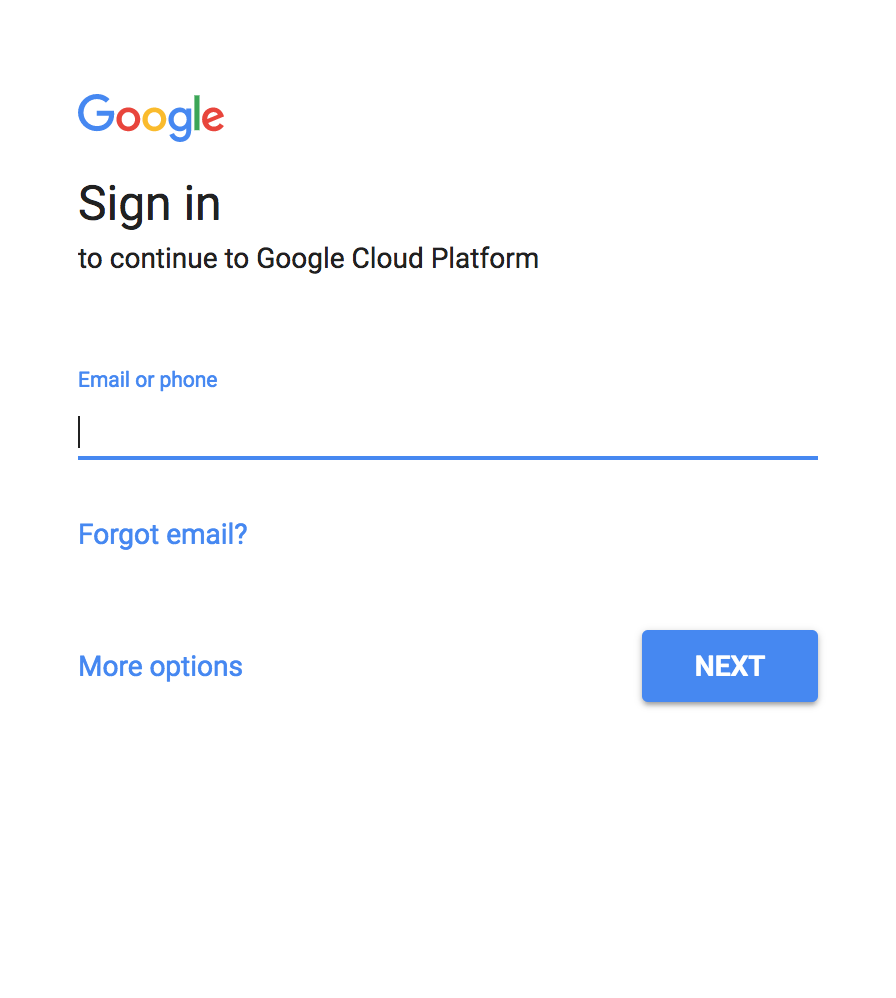 Google
Sign in
to continue to Google Cloud Platform
Email or phone
Forgot email?
More options
NEXT